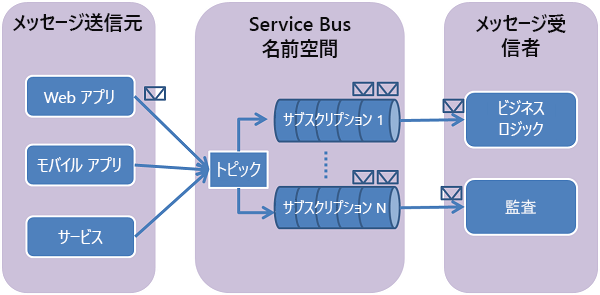 メッセージ送信元
Web アプリ
モバイル アプリ
サービス
Service Bus
名前空間
トピック
サブスクリプション 1
サブスクリプション N
メッセージ受
信者
ビジネス
ロジック
監査